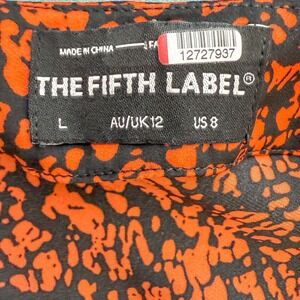 MADE IN CHINA
12727937
THE FIFTH LABEL®
L AU/UK12 US 8